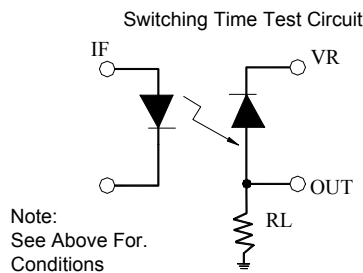 Switching Time Test Circuit
IF
VR
OUT
RL
Note:
See Above For.
Conditions